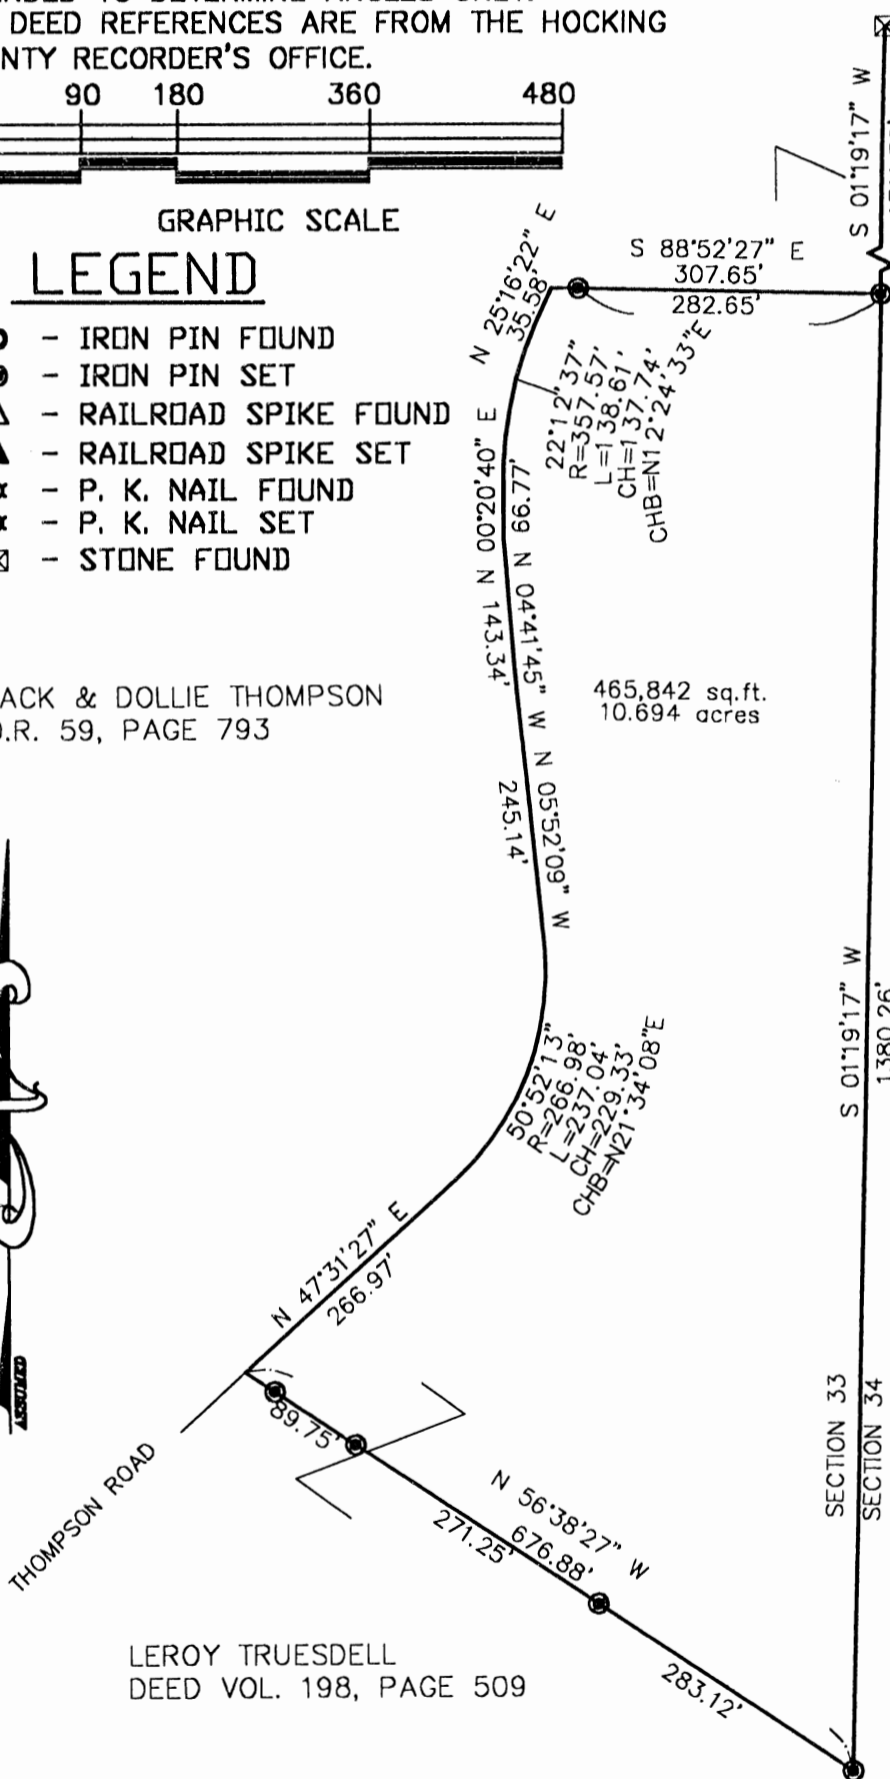 DEED REFERENCES ARE FROM THE HOCKING
NTY RECORDER'S OFFICE.
90 180 360 480
GRAPHIC SCALE
LEGEND
- IRON PIN FOUND
- IRON PIN SET
- RAILROAD SPIKE FOUND
- RAILROAD SPIKE SET
- P. K. NAIL FOUND
- P. K. NAIL SET
- STONE FOUND
S 01°19'17" W
S 88°52'27" E
307.65'
282.65'
N 25°16'22" E
35.58'
22°12'37"
R=357.57'
L=138.61'
CH=137.74'
CHB=N12°24'33"E
N 00°20'40" E
66.77'
N 04°41'45" W
143.34'
465,842 sq.ft.
10.694 acres
ACK & DOLLIE THOMPSON
O.R. 59, PAGE 793
N 05°52'09" W
245.14'
S 01°19'17" W
1380.26'
50°52'13"
R=266.98'
L=237.04'
CH=229.33'
CHB=N21°34'08"E
N 47°31'27" E
266.97'
ASSUMED
89.75'
THOMPSON ROAD
N 56°38'27" W
676.88'
271.25'
283.12'
SECTION 33
SECTION 34
LEROY TRUESDELL
DEED VOL. 198, PAGE 509